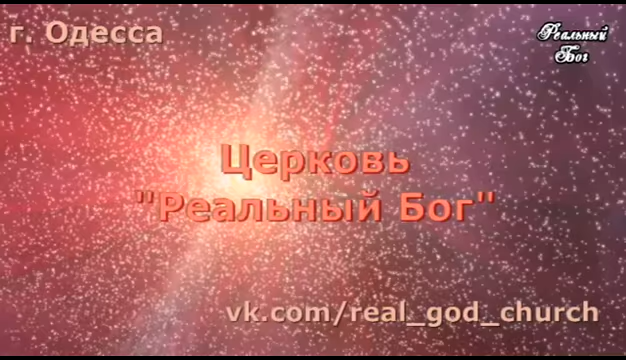 г. Одесса
Реальный
Бог
Церковь
"Реальный Бог"
vk.com/real_god_church